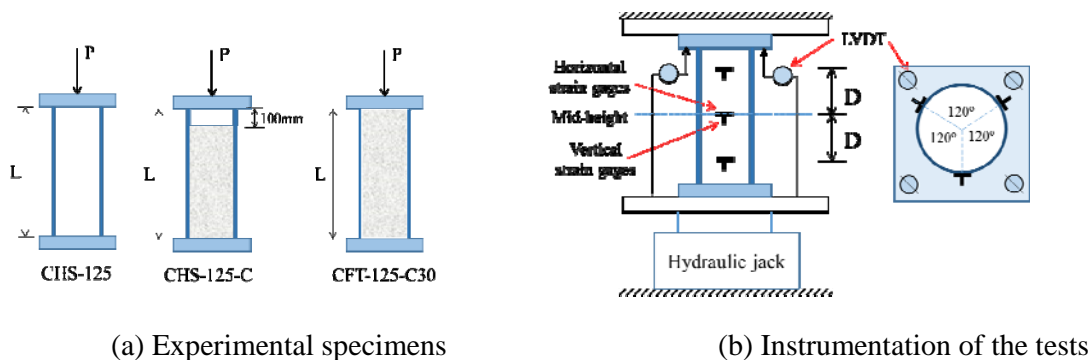 P
P
P
100mm
L
L
L
CHS-125
CHS-125-C
CFT-125-C30
(a) Experimental specimens
LVDT
Horizontal
strain gages
Mid-height
Vertical
strain gages
D
D
Hydraulic jack
120°
120°
120°
(b) Instrumentation of the tests